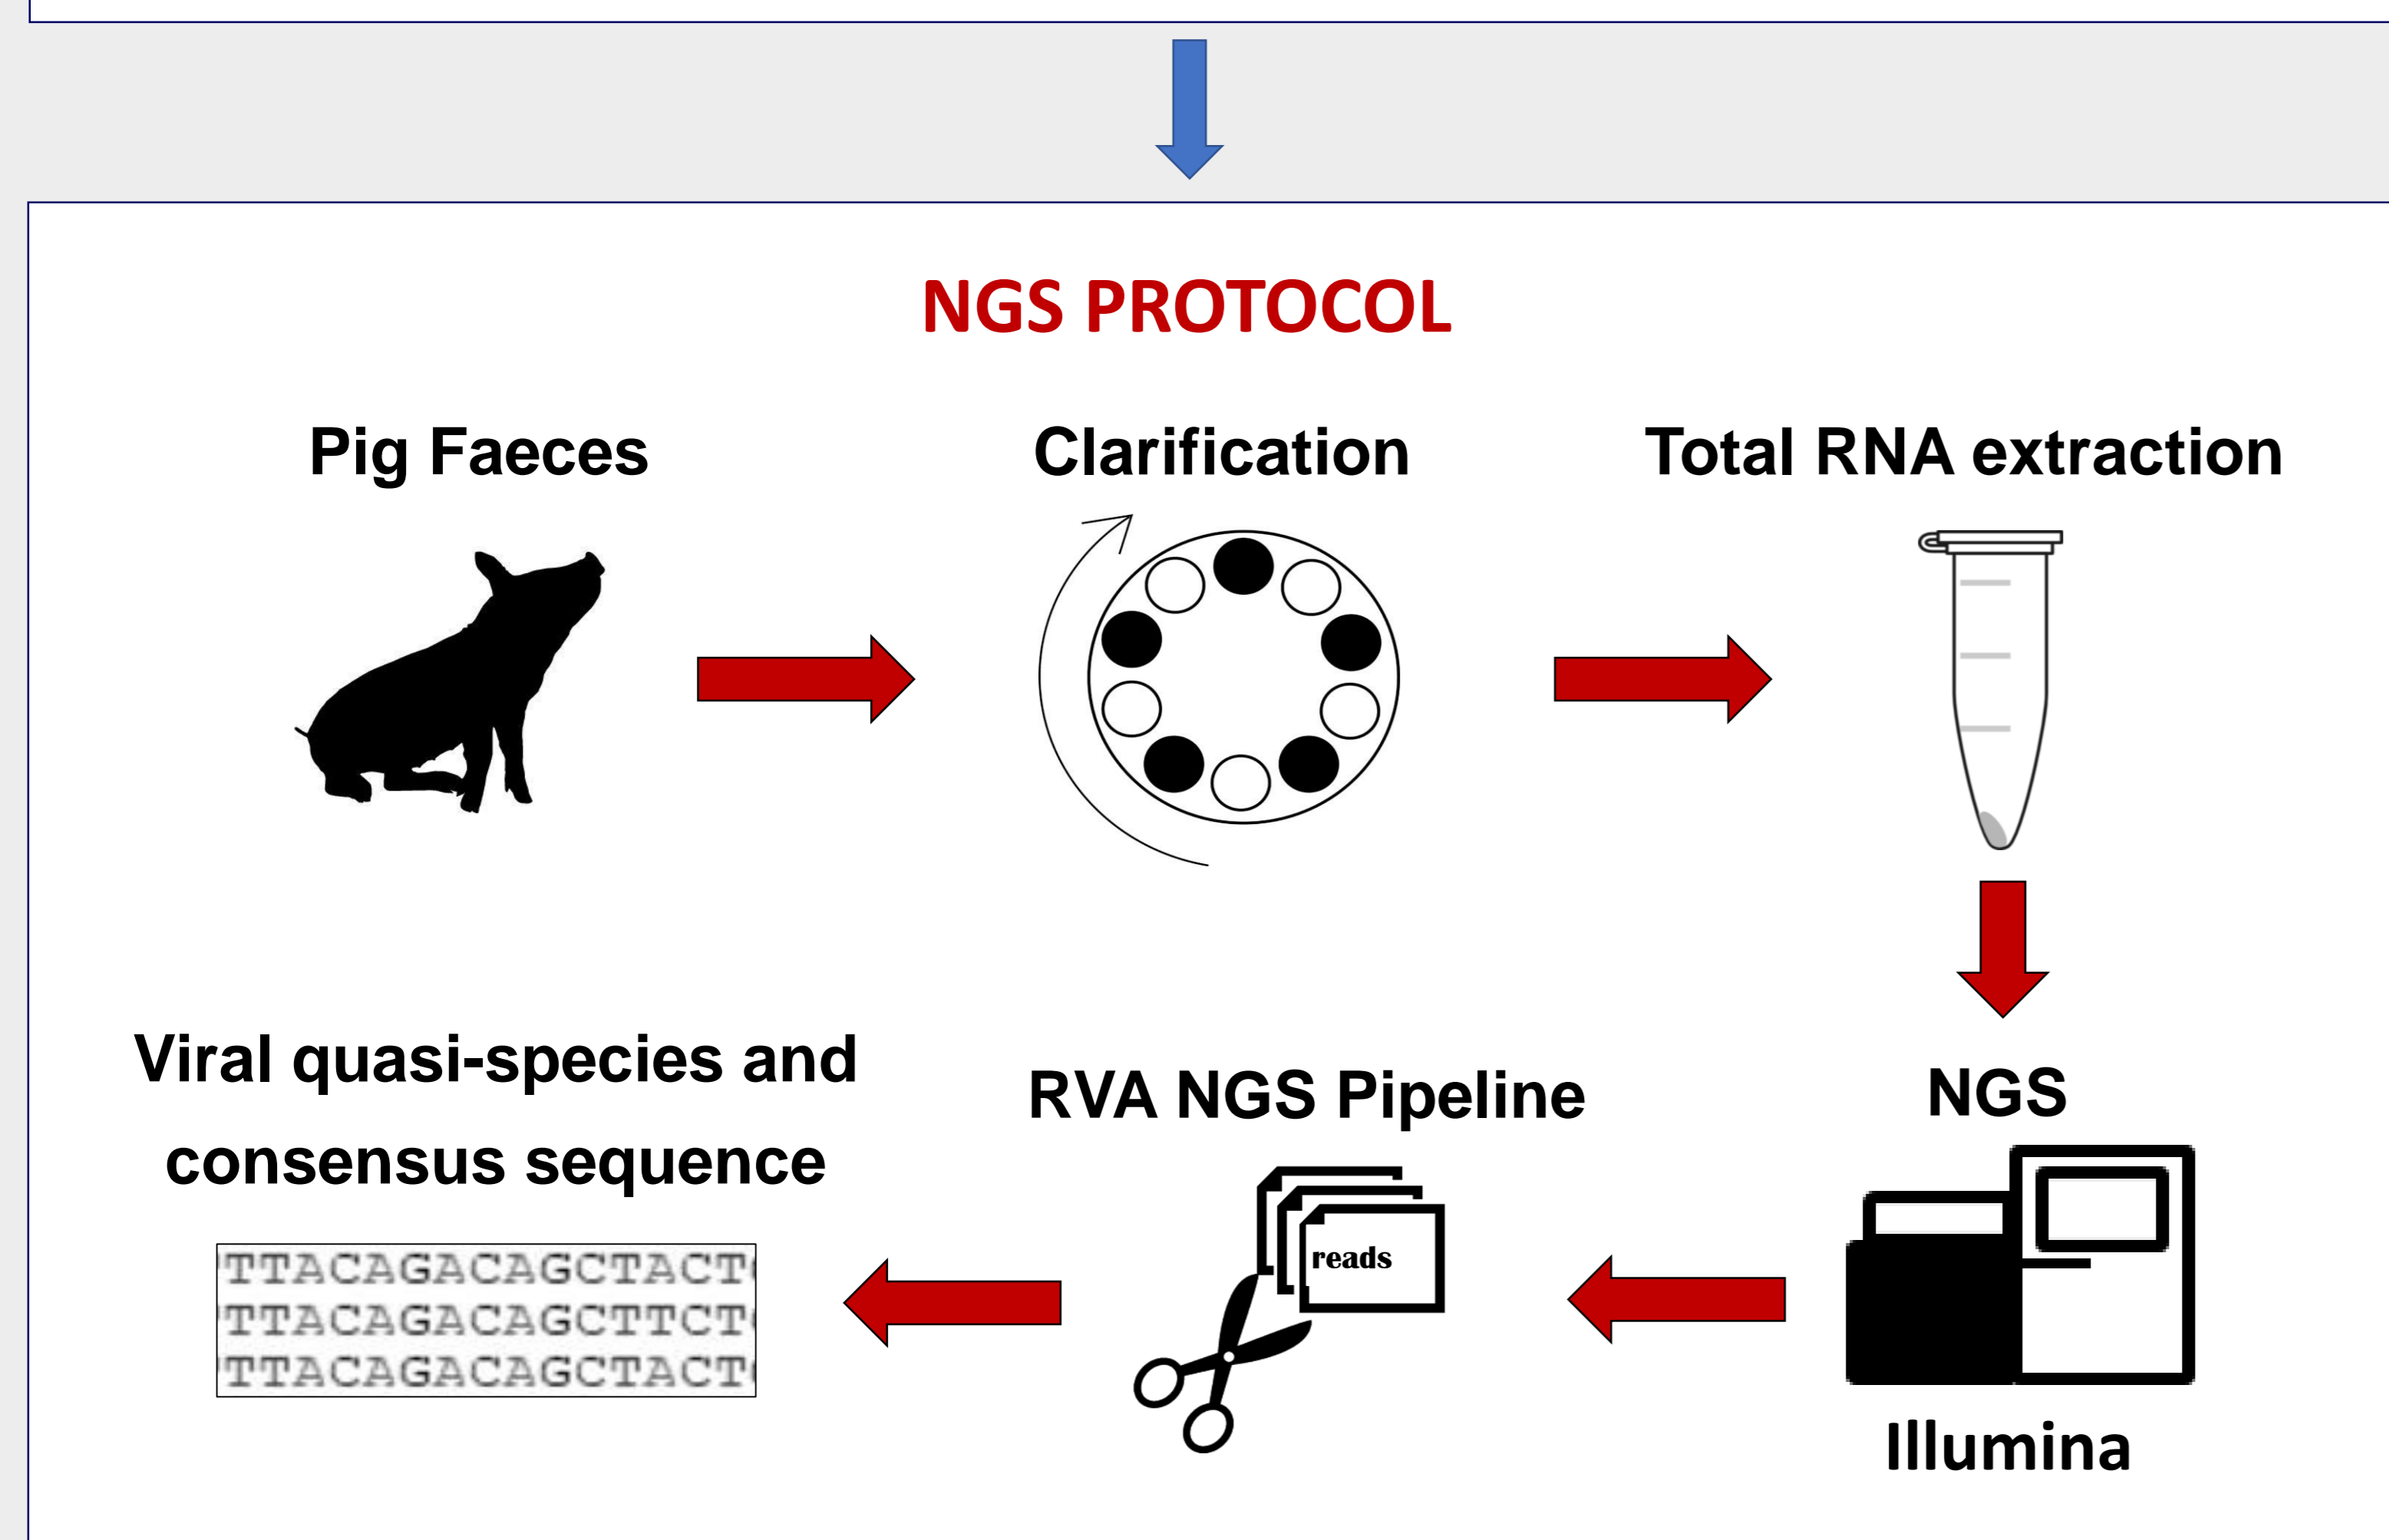 NGS PROTOCOL
Pig Faeces
Clarification
Total RNA extraction
NGS
Illumina
RVA NGS Pipeline
reads
Viral quasi-species and
consensus sequence
TTACAGACAGCTACT
TTACAGACAGCTTCT
TTACAGACAGCTACT